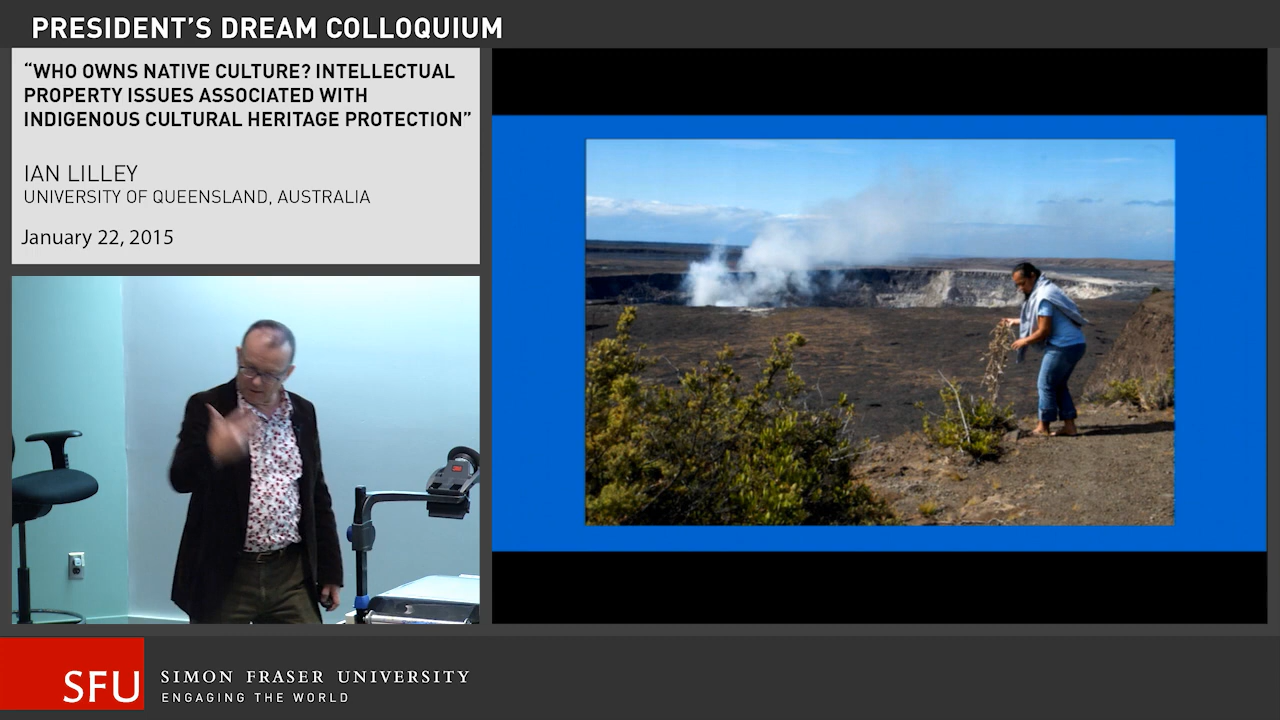 PRESIDENT'S DREAM COLLOQUIUM
“WHO OWNS NATIVE CULTURE? INTELLECTUAL
PROPERTY ISSUES ASSOCIATED WITH
INDIGENOUS CULTURAL HERITAGE PROTECTION”
IAN LILLEY
UNIVERSITY OF QUEENSLAND, AUSTRALIA
January 22, 2015
SFU
SIMON FRASER UNIVERSITY
ENGAGING THE WORLD